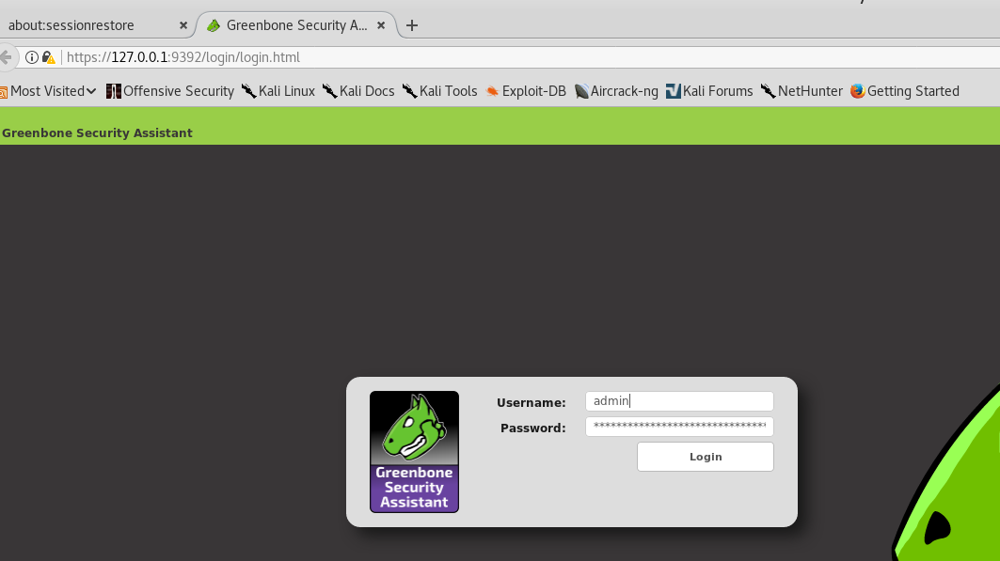 about:sessionrestore
Greenbone Security A...
https://127.0.0.1:9392/login/login.html
Most Visited Offensive Security Kali Linux Kali Docs Kali Tools Exploit-DB Aircrack-ng Kali Forums NetHunter Getting Started
Greenbone Security Assistant
Username: admin
Password: ********************************
Login
Greenbone
Security
Assistant